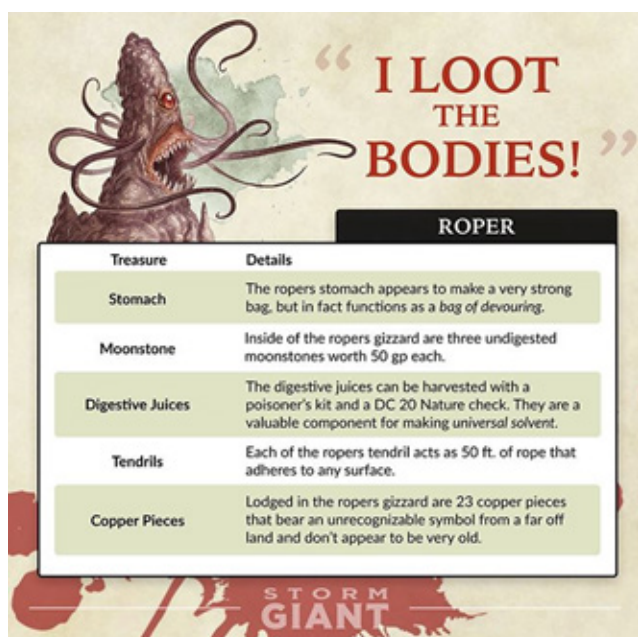 “ I LOOT
THE
BODIES! ”
ROPER
Treasure Details
Stomach The ropers stomach appears to make a very strong
bag, but in fact functions as a bag of devouring.
Moonstone Inside of the ropers gizzard are three undigested
moonstones worth 50 gp each.
Digestive Juices The digestive juices can be harvested with a
poisoner's kit and a DC 20 Nature check. They are a
valuable component for making universal solvent.
Tendrils Each of the ropers tendril acts as 50 ft. of rope that
adheres to any surface.
Copper Pieces Lodged in the ropers gizzard are 23 copper pieces
that bear an unrecognizable symbol from a far off
land and don't appear to be very old.
STORM
GIANT